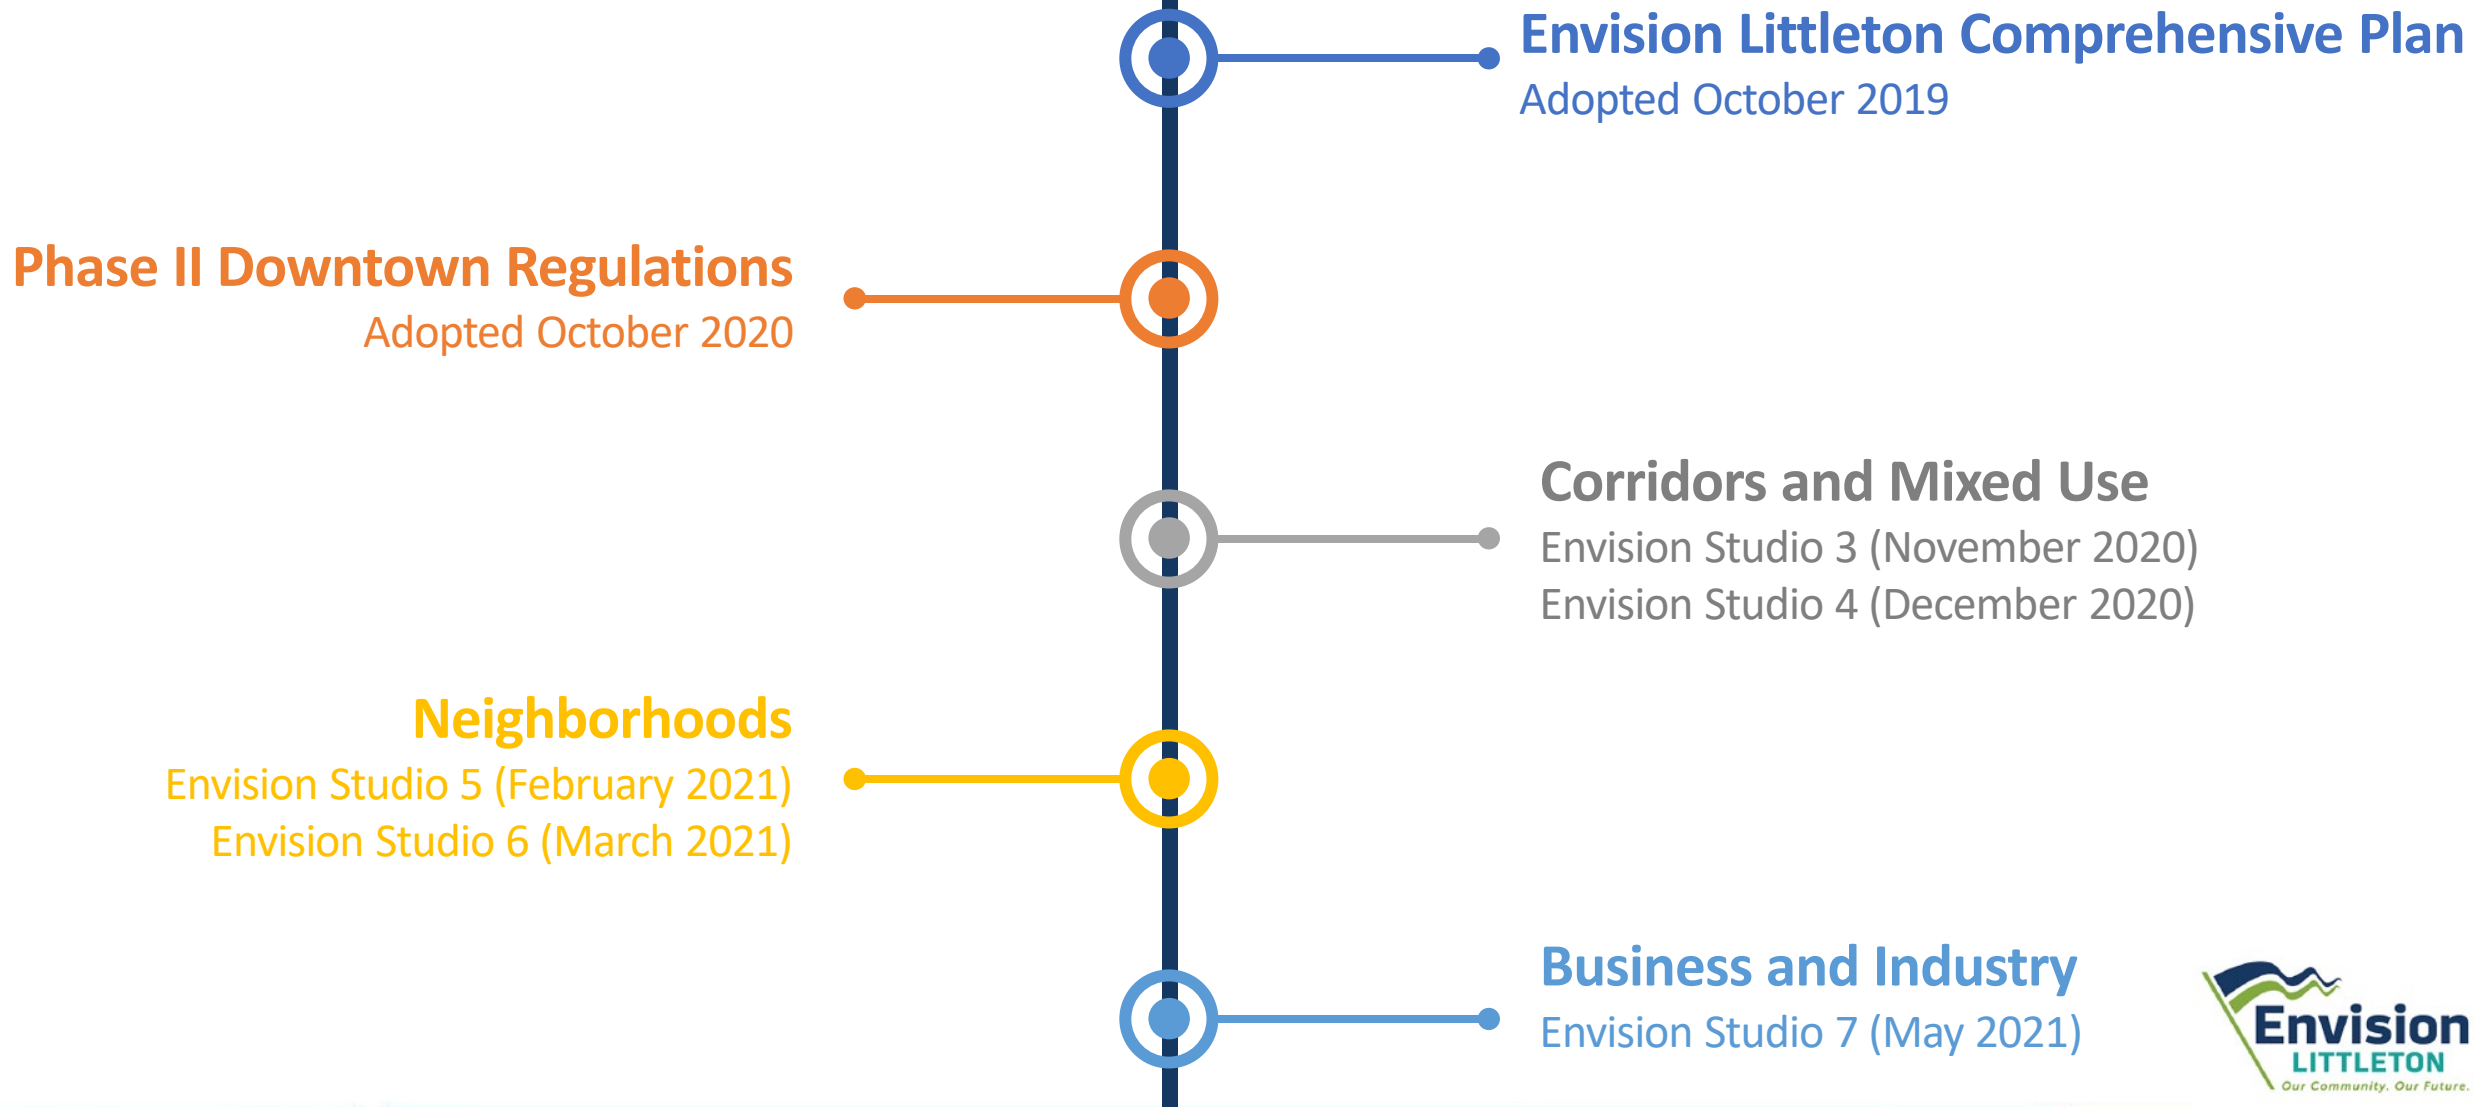 Envision Littleton Comprehensive Plan
Adopted October 2019
Phase II Downtown Regulations
Adopted October 2020
Corridors and Mixed Use
Envision Studio 3 (November 2020)
Envision Studio 4 (December 2020)
Neighborhoods
Envision Studio 5 (February 2021)
Envision Studio 6 (March 2021)
Business and Industry
Envision Studio 7 (May 2021)
Envision
LITTLETON
Our Community. Our Future.